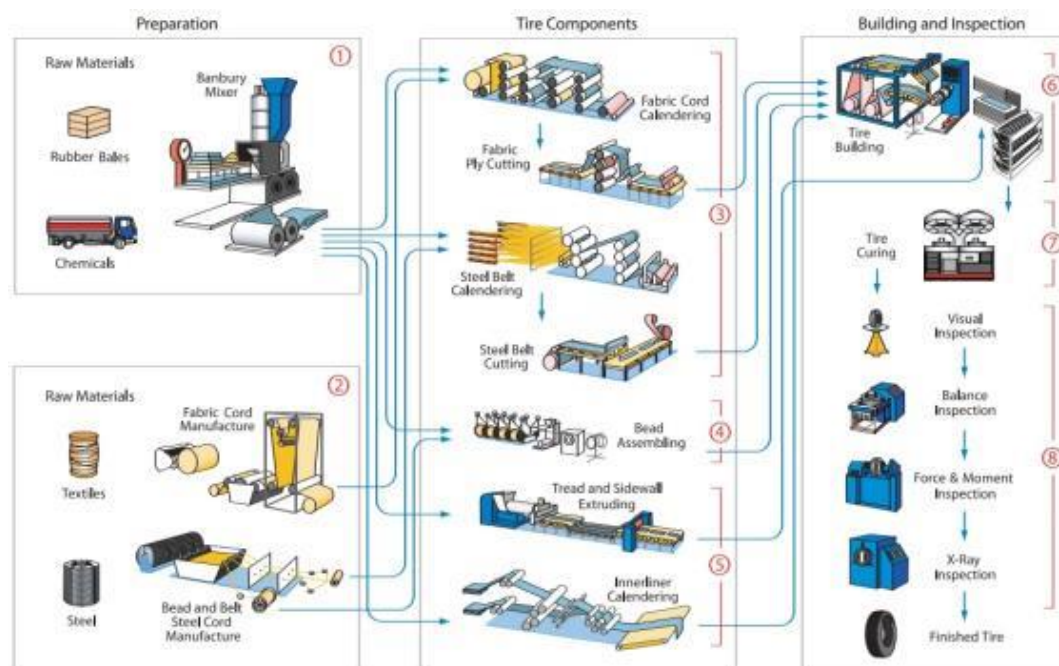 Preparation
Tire Components
Building and Inspection
Raw Materials
①
Banbury
Mixer
Rubber Bales
Chemicals
Raw Materials
②
Fabric Cord
Manufacture
Textiles
Steel
Bead and Belt
Steel Cord
Manufacture
Fabric Cord
Calendering
Fabric
Ply Cutting
③
Steel Belt
Calendering
Steel Belt
Cutting
Bead
Assembling
④
Tread and Sidewall
Extruding
⑤
Innerliner
Calendering
Tire
Building
⑥
Tire
Curing
⑦
Visual
Inspection
Balance
Inspection
⑧
Force & Moment
Inspection
X-Ray
Inspection
Finished Tire